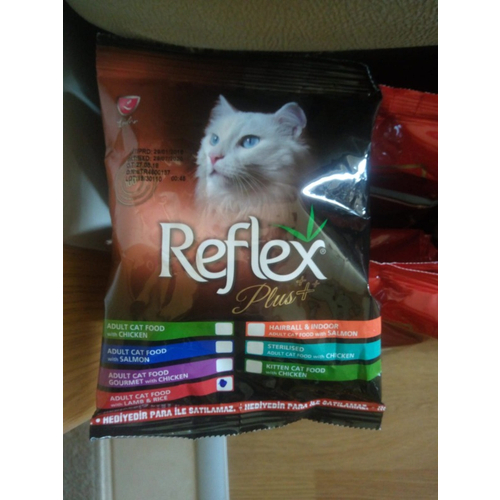 Reflex
Plus
ADULT CAT FOOD
with CHICKEN
ADULT CAT FOOD
with SALMON
ADULT CAT FOOD
GOURMET with CHICKEN
ADULT CAT FOOD
with LAMB & RICE
HAIRBALL & INDOOR
ADULT CAT FOOD with SALMON
STERILISED
ADULT CAT FOOD with CHICKEN
KITTEN CAT FOOD
with CHICKEN
HEDİYEDİR PARA İLE SATILAMAZ. HEDİYEDİR PARA İLE SATILAMAZ.